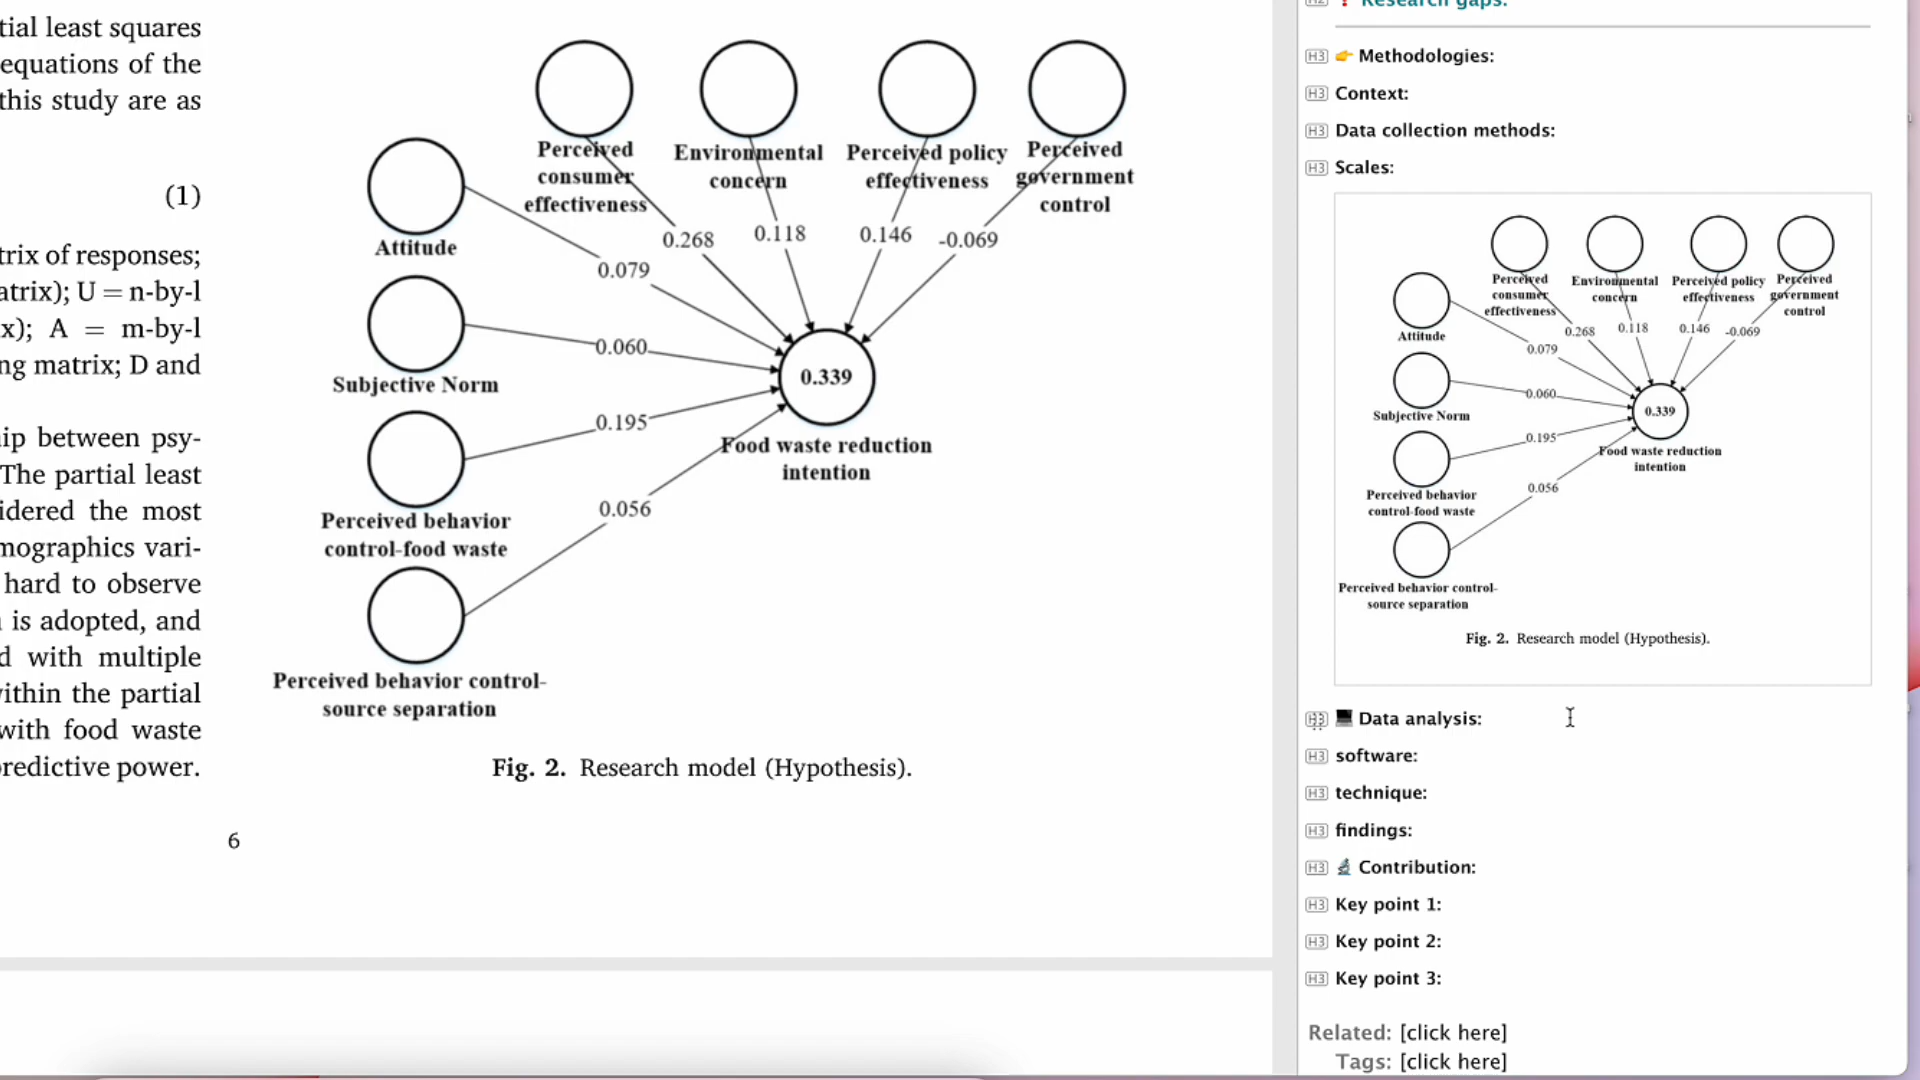 tial least squares
equations of the
this study are as
(1)
trix of responses;
atrix); U = n-by-l
x); A = m-by-l
ng matrix; D and
ip between psy-
The partial least
idered the most
mographics vari-
hard to observe
is adopted, and
d with multiple
within the partial
with food waste
predictive power.
6
Perceived
consumer
effectiveness
Environmental
concern
Perceived policy
effectiveness
Perceived
government
control
Attitude
0.268
0.118
0.146
-0.069
0.079
Subjective Norm
0.060
0.339
0.195
Food waste reduction
intention
Perceived behavior
control-food waste
0.056
Perceived behavior control-
source separation
Fig. 2. Research model (Hypothesis).
H2 Research gaps:
H3 Methodologies:
H3 Context:
H3 Data collection methods:
H3 Scales:
Perceived
consumer
effectiveness
Environmental
concern
Perceived policy
effectiveness
Perceived
government
control
Attitude
0.268
0.118
0.146
-0.069
0.079
Subjective Norm
0.060
0.339
0.195
Food waste reduction
intention
Perceived behavior
control-food waste
0.056
Perceived behavior control-
source separation
Fig. 2. Research model (Hypothesis).
H3 Data analysis:
H3 software:
H3 technique:
H3 findings:
H3 Contribution:
H3 Key point 1:
H3 Key point 2:
H3 Key point 3:
Related: [click here]
Tags: [click here]